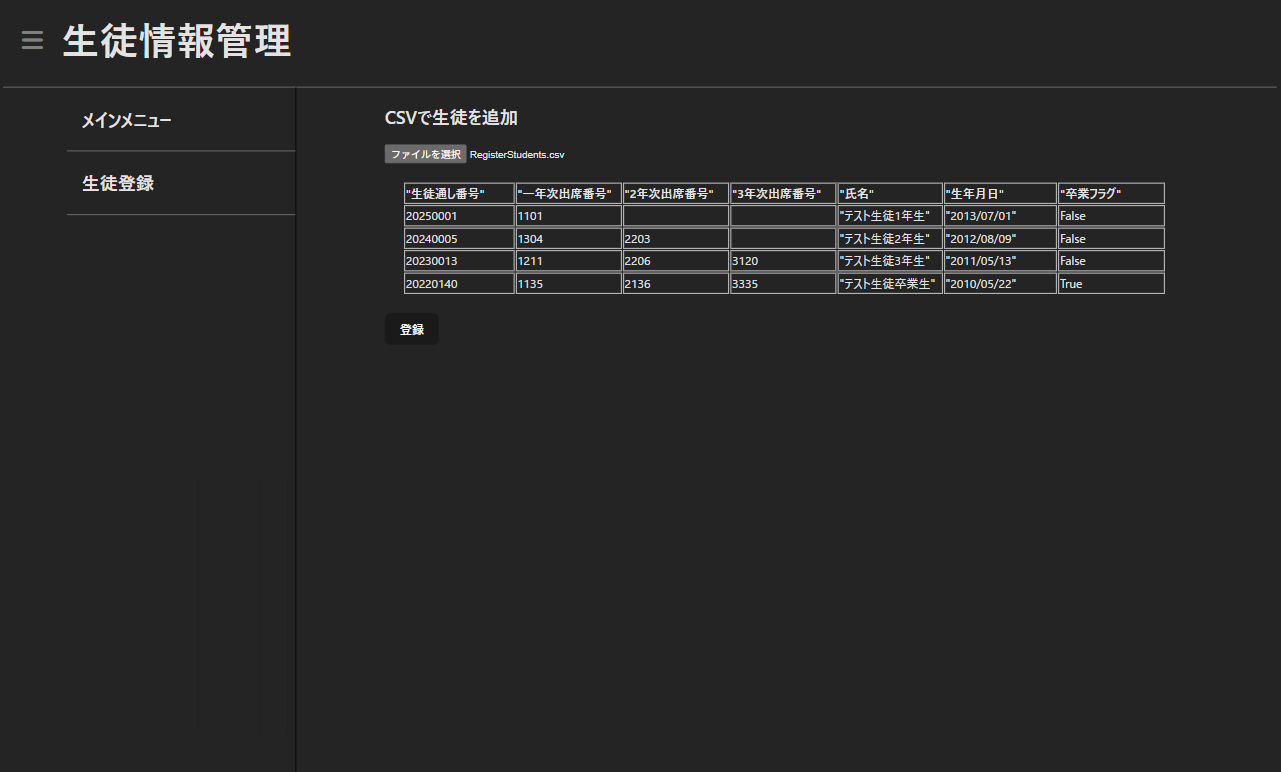 生徒情報管理
メインメニュー
生徒登録
CSVで生徒を追加
ファイルを選択 RegisterStudents.csv
"生徒通し番号" "一年次出席番号" "2年次出席番号" "3年次出席番号" "氏名" "生年月日" "卒業フラグ"
20250001 1101 "テスト生徒1年生" "2013/07/01" False
20240005 1304 2203 "テスト生徒2年生" "2012/08/09" False
20230013 1211 2206 3120 "テスト生徒3年生" "2011/05/13" False
20220140 1135 2136 3335 "テスト生徒卒業生" "2010/05/22" True
登録